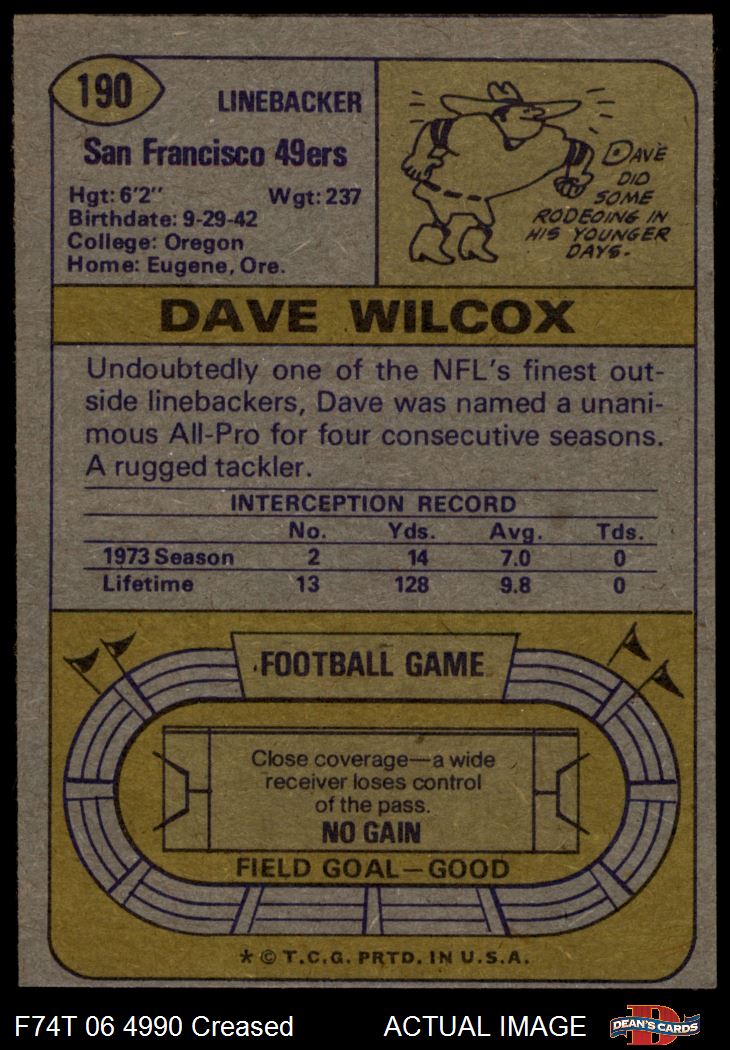 190
LINEBACKER
San Francisco 49ers
Hgt: 6'2" Wgt: 237
Birthdate: 9-29-42
College: Oregon
Home: Eugene, Ore.
DAVE
DID
SOME
RODEOING IN
HIS YOUNGER
DAYS.
DAVE WILCOX
Undoubtedly one of the NFL's finest out-
side linebackers, Dave was named a unani-
mous All-Pro for four consecutive seasons.
A rugged tackler.
INTERCEPTION RECORD
No. Yds. Avg. Tds.
1973 Season 2 14 7.0 0
Lifetime 13 128 9.8 0
FOOTBALL GAME
Close coverage—a wide
receiver loses control
of the pass.
NO GAIN
FIELD GOAL—GOOD
* © T.C.G. PRTD. IN U.S.A.
F74T 06 4990 Creased ACTUAL IMAGE
D
DEAN'S CARDS